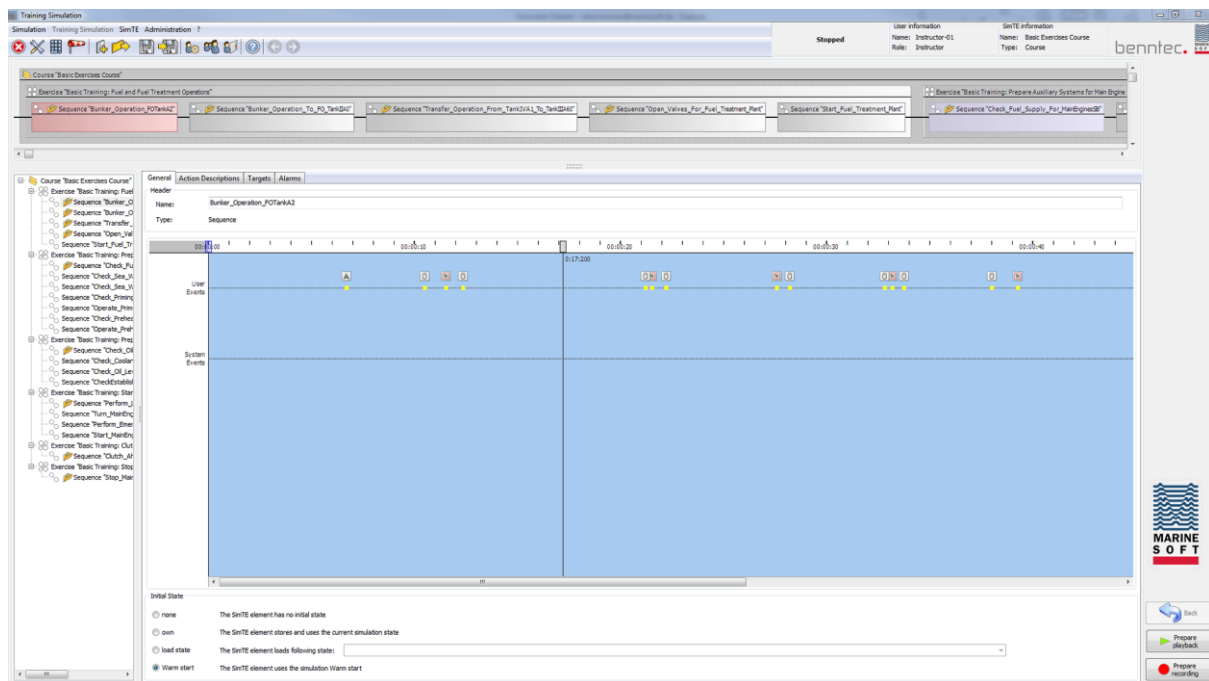 Training Simulation
Simulation Training Simulation SimTE Administration ?
Stopped
User information
Name: Instructor-01
Role: Instructor
SimTE information
Name: Basic Exercises Course
Type: Course
benntec.
Course "Basic Exercises Course"
Exercise "Basic Training: Fuel and Fuel Treatment Operations"
Exercise "Basic Training: Prepare Auxiliary Systems for Main Engine
Sequence "Bunker_Operation_FOTankA2"
Sequence "Bunker_Operation_To_FO_TankIIA0"
Sequence "Transfer_Operation_From_TankIVA1_To_TankIIA60"
Sequence "Open_Valves_For_Fuel_Treatment_Plant"
Sequence "Start_Fuel_Treatment_Plant"
Sequence "Check_Fuel_Supply_For_MainEnginesSB"
Course "Basic Exercises Course"
Exercise "Basic Training: Fuel
Sequence "Bunker_O
Sequence "Bunker_O
Sequence "Transfer_
Sequence "Open_Val
Sequence "Start_Fuel_Tr
Exercise "Basic Training: Prep
Sequence "Check_Fu
Sequence "Check_Sea_W
Sequence "Check_Sea_W
Sequence "Check_Priming
Sequence "Operate_Prim
Sequence "Check_Prehea
Sequence "Operate_Preh
Exercise "Basic Training: Prep
Sequence "Check_Oil
Sequence "Check_Coolan
Sequence "Check_Oil_Lev
Sequence "CheckEstablis
Exercise "Basic Training: Star
Sequence "Perform_L
Sequence "Turn_MainEng
Sequence "Perform_Emer
Sequence "Start_MainEng
Exercise "Basic Training: Clut
Sequence "Clutch_Ah
Exercise "Basic Training: Stop
Sequence "Stop_Mai
General Action Descriptions Targets Alarms
Header
Name: Bunker_Operation_FOTankA2
Type: Sequence
00:00:00 00:00:10 00:00:20 00:00:30 00:00:40
0:17:200
User
Events
System
Events
Initial State
none The SimTE element has no initial state
own The SimTE element stores and uses the current simulation state
load state The SimTE element loads following state:
Warm start The SimTE element uses the simulation Warm start
MARINE
SOFT
Back
Prepare
playback
Prepare
recording